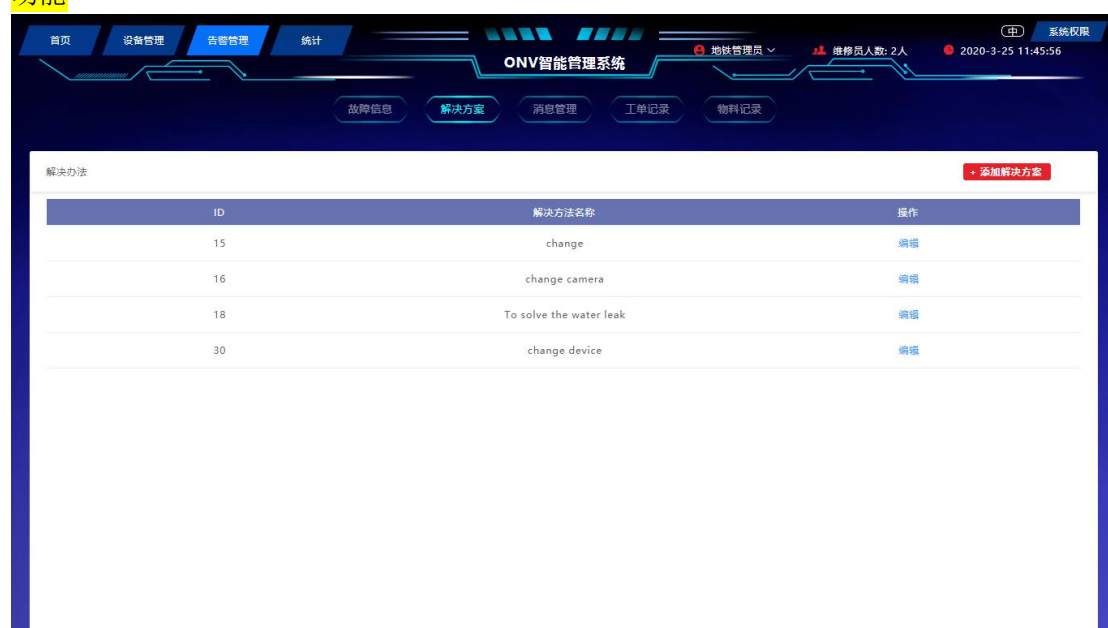 功能
首页 设备管理 告警管理 统计
ONV智能管理系统
地铁管理员 维修员人数: 2人
中 系统权限
2020-3-25 11:45:56
故障信息 解决方案 消息管理 工单记录 物料记录
解决办法 + 添加解决方案
ID 解决方法名称 操作
15 change 编辑
16 change camera 编辑
18 To solve the water leak 编辑
30 change device 编辑